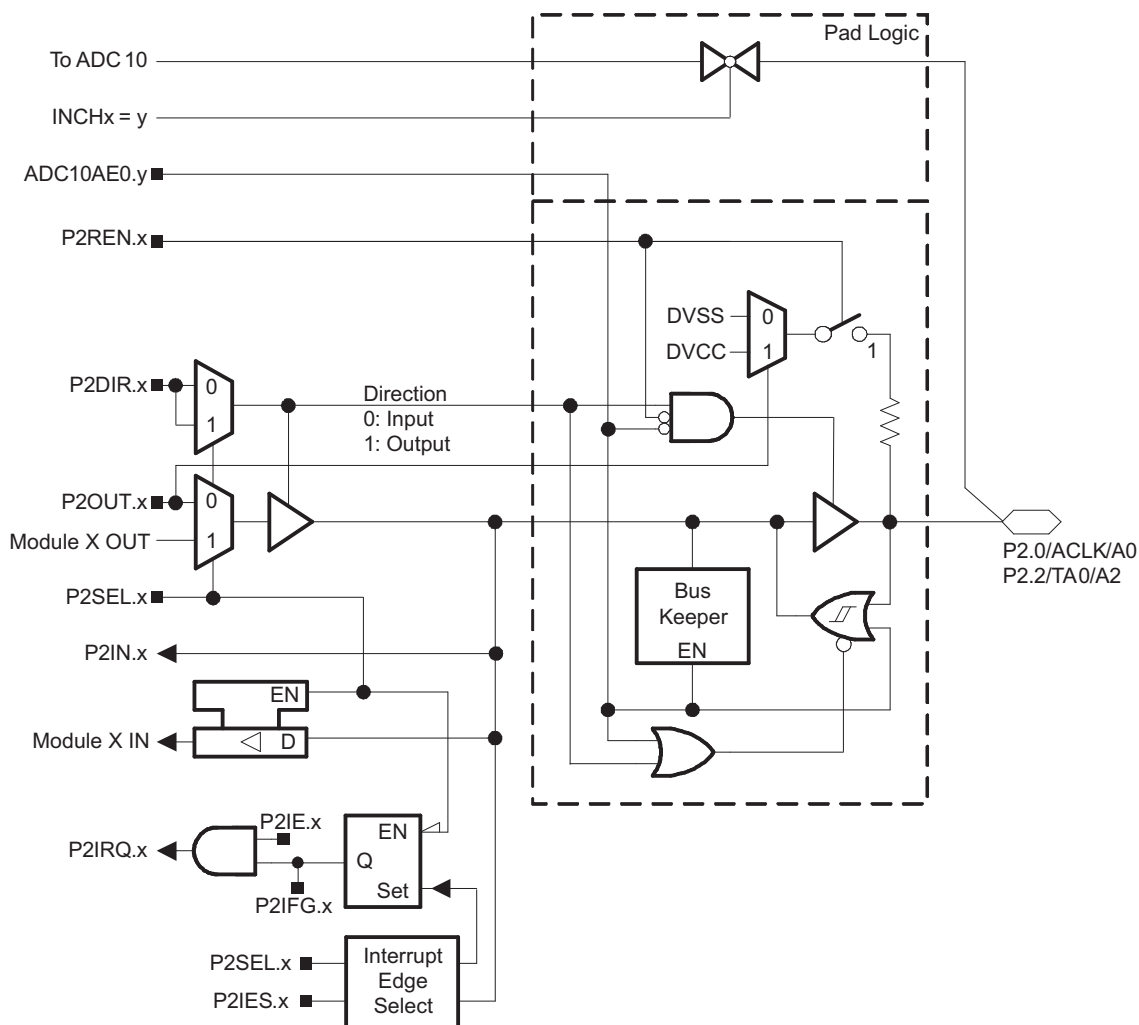 Pad Logic
To ADC 10
INCHx = y
ADC10AE0.y
P2REN.x
DVSS
0
DVCC
1
1
P2DIR.x
0
1
Direction
0: Input
1: Output
P2OUT.x
0
Module X OUT
1
P2.0/ACLK/A0
P2.2/TA0/A2
P2SEL.x
Bus
Keeper
EN
P2IN.x
EN
Module X IN
D
P2IE.x
EN
P2IRQ.x
Q
Set
P2IFG.x
P2SEL.x
Interrupt
Edge
Select
P2IES.x